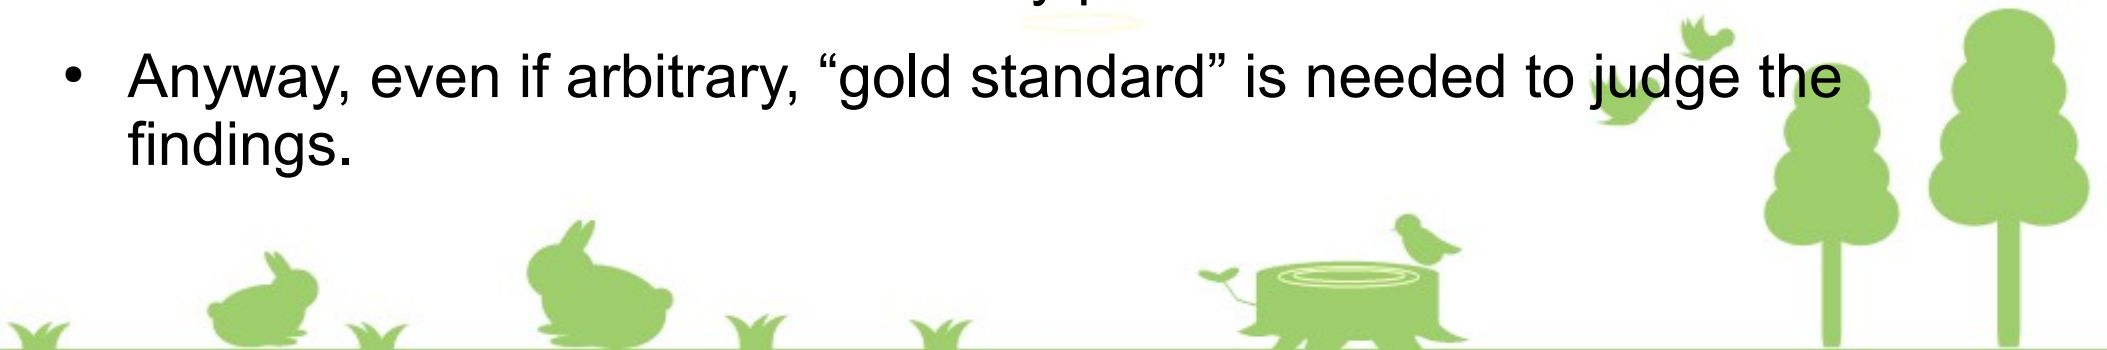 • Anyway, even if arbitrary, “gold standard” is needed to judge the
findings.